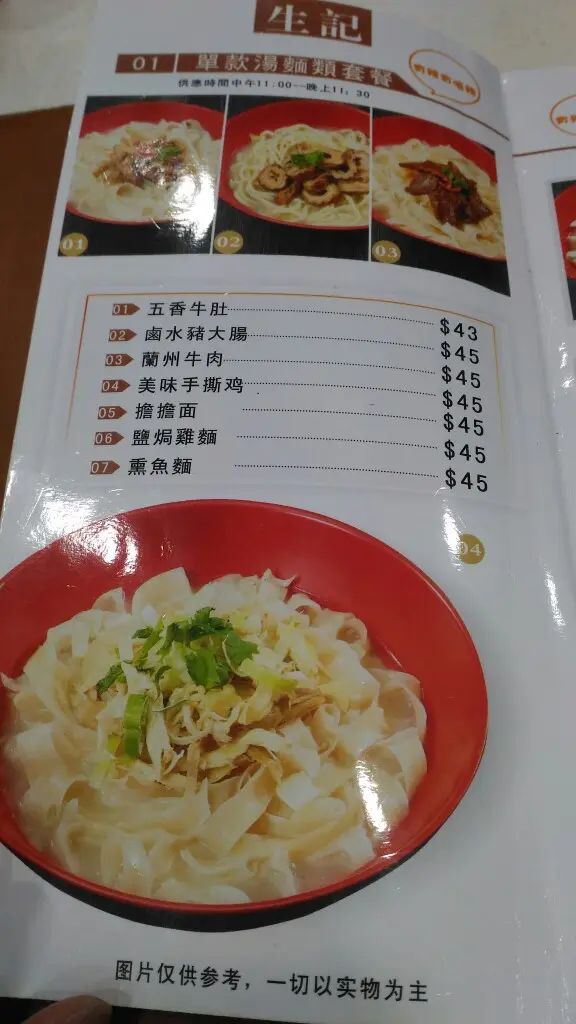 生記
01 單款湯麵類套餐
供應時間中午11:00--晚上11:30
01
02
03
01 五香牛肚 $43
02 鹵水豬大腸 $45
03 蘭州牛肉 $45
04 美味手撕鸡 $45
05 擔擔面 $45
06 鹽焗雞麵 $45
07 熏魚麵 $45
04
图片仅供参考，一切以实物为主